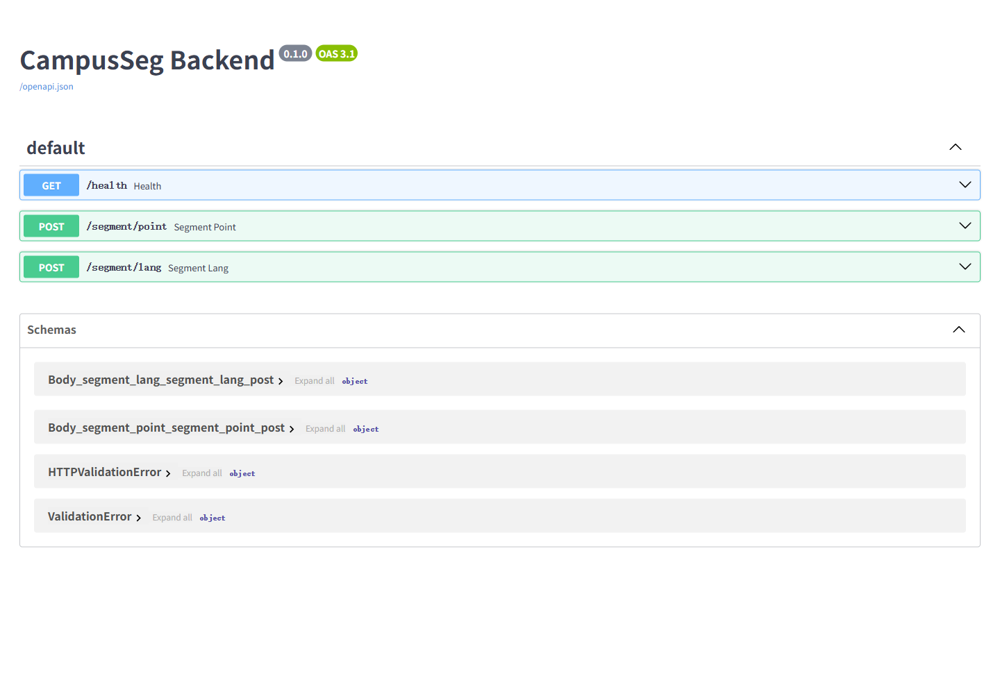 CampusSeg Backend 0.1.0 OAS 3.1
/openapi.json
default
GET /health Health
POST /segment/point Segment Point
POST /segment/lang Segment Lang
Schemas
Body_segment_lang_segment_lang_post Expand all object
Body_segment_point_segment_point_post Expand all object
HTTPValidationError Expand all object
ValidationError Expand all object